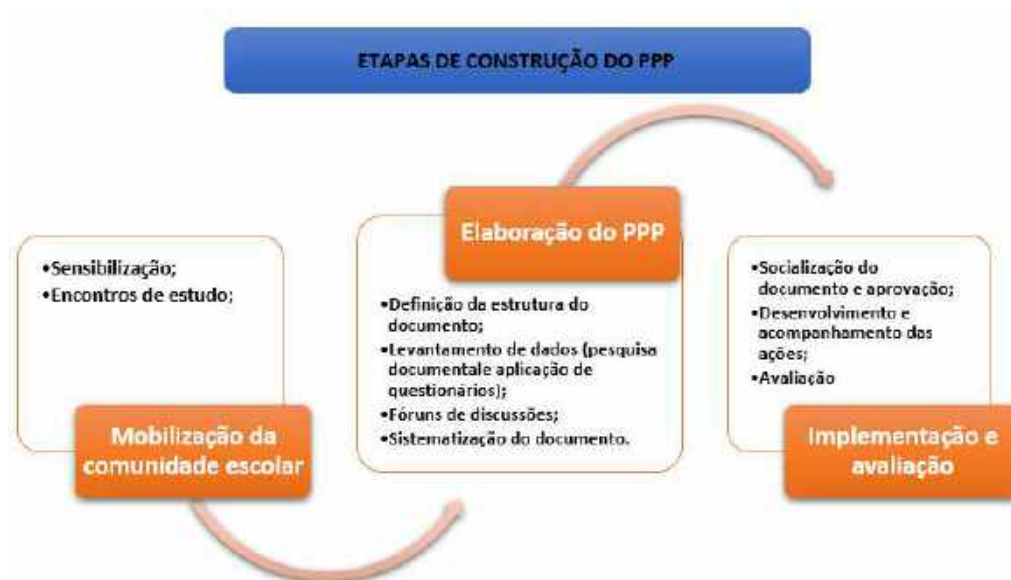 ETAPAS DE CONSTRUÇÃO DO PPP
•Sensibilização;
•Encontros de estudo;
Mobilização da
comunidade escolar
Elaboração do PPP
•Definição da estrutura do
documento;
•Levantamento de dados (pesquisa
documentale aplicação de
questionários);
•Fóruns de discussões;
•Sistematização do documento.
•Socialização do
documento e aprovação;
•Desenvolvimento e
acompanhamento das
ações;
•Avaliação
Implementação e
avaliação